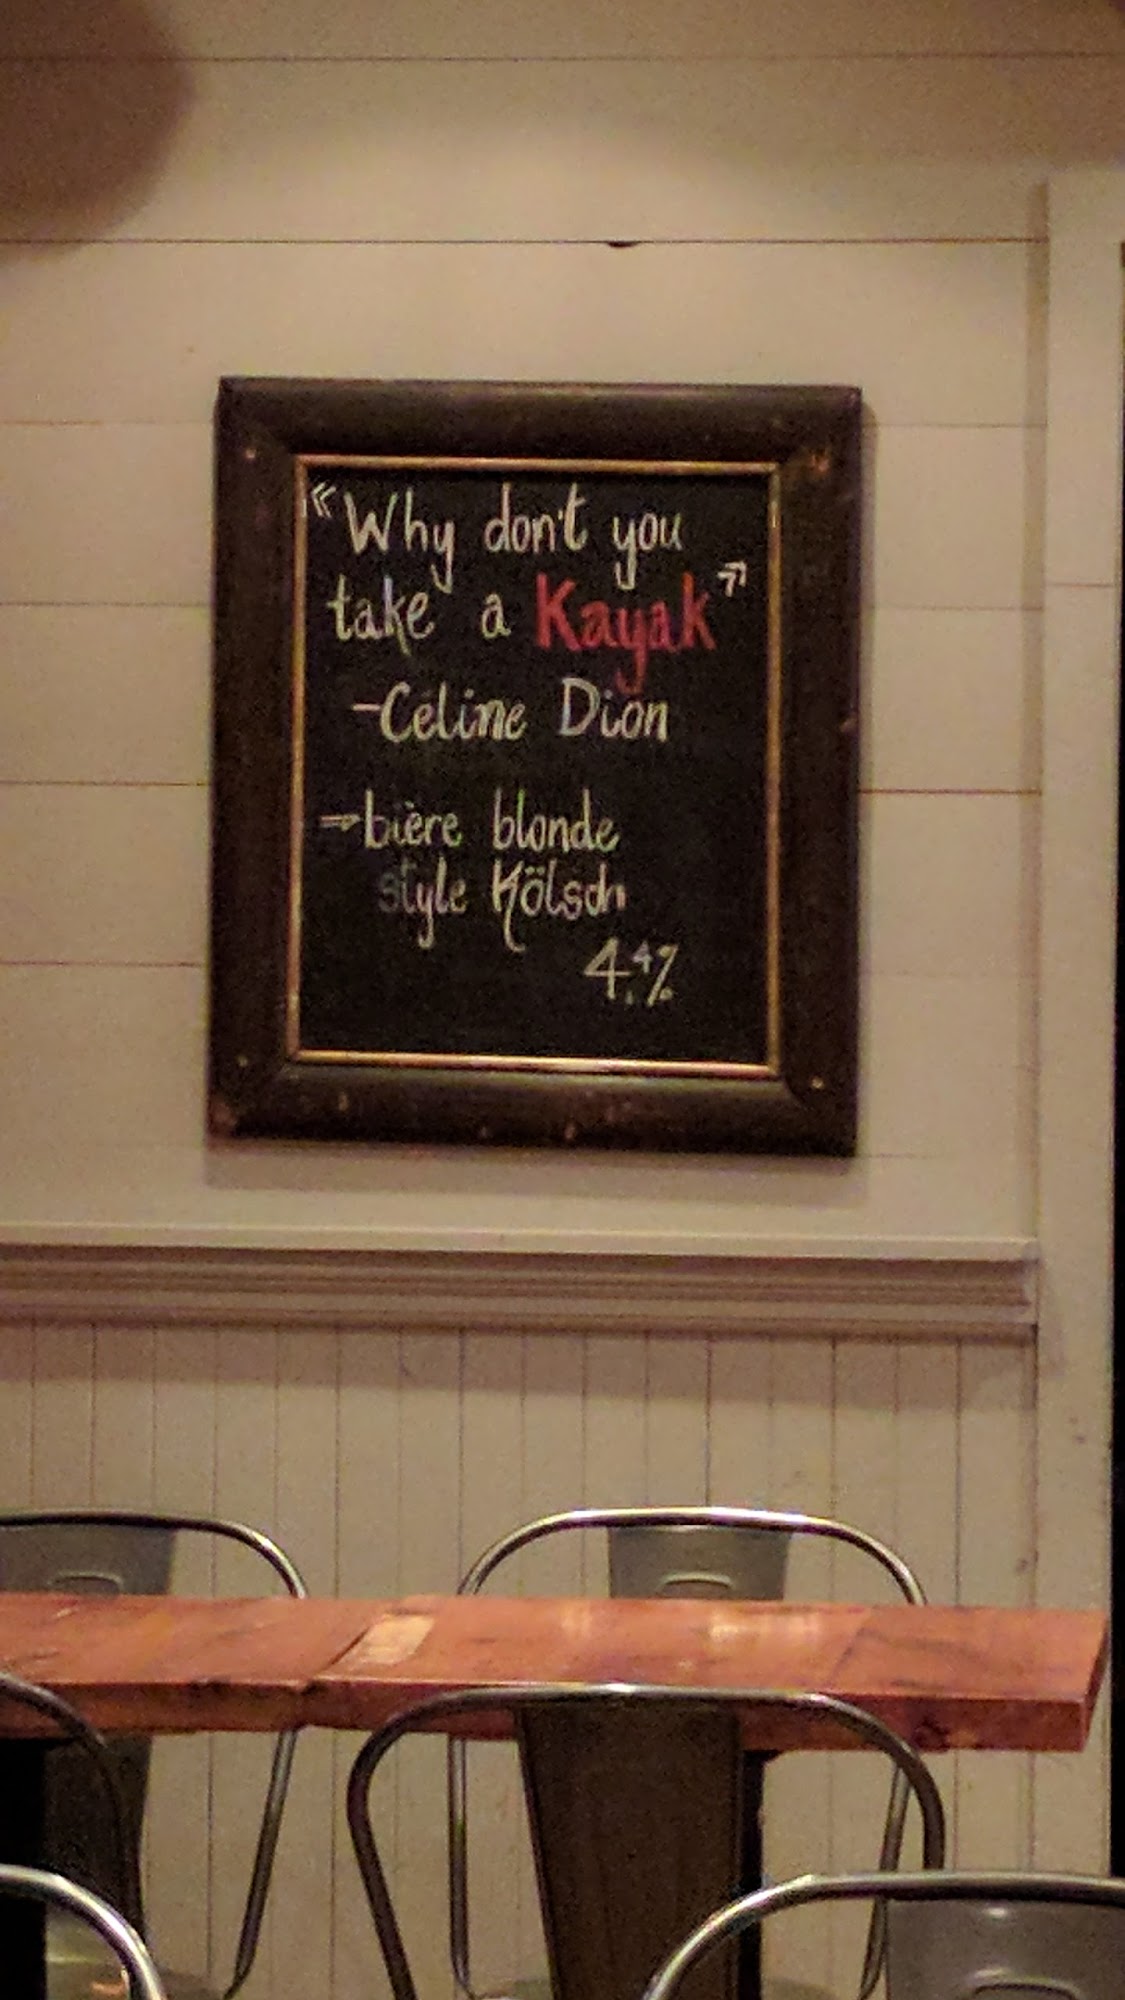 « Why don't you
take a Kayak »
-Céline Dion
⇒ bière blonde
style Kölsch
4.4%